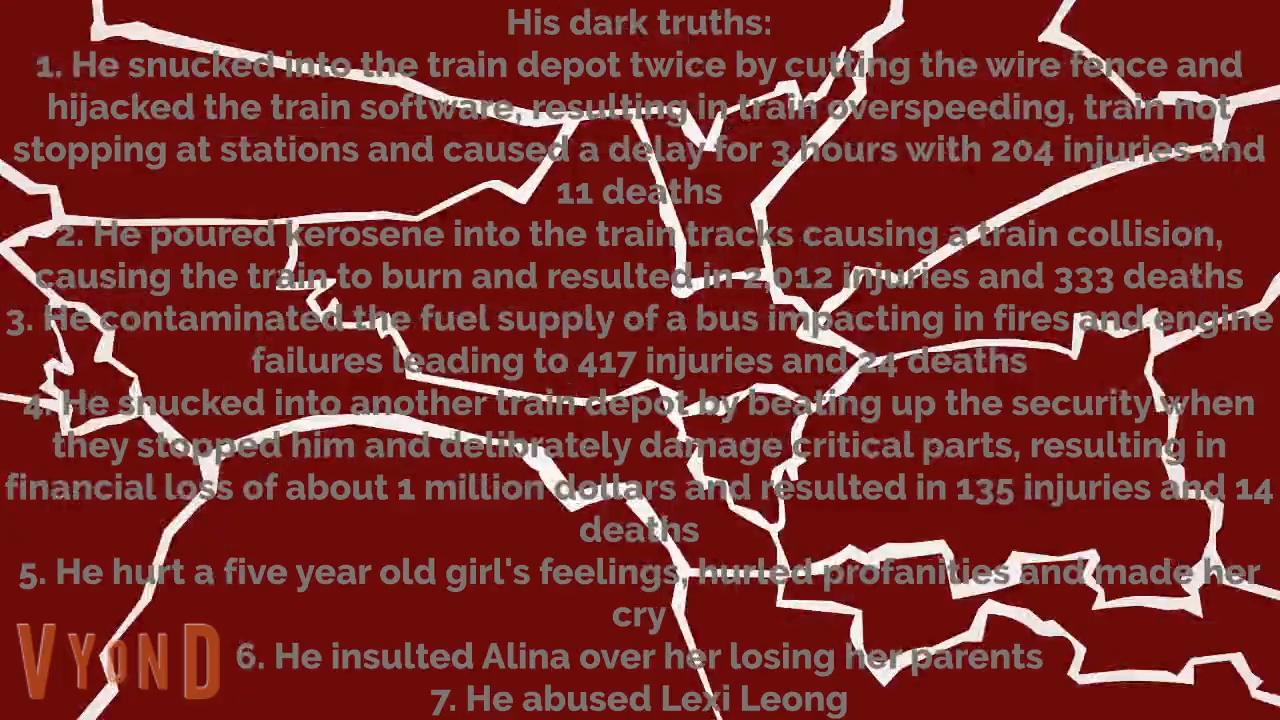 His dark truths:
1. He snucked into the train depot twice by cutting the wire fence and
hijacked the train software, resulting in train overspeeding, train not
stopping at stations and caused a delay for 3 hours with 204 injuries and
11 deaths
2. He poured kerosene into the train tracks causing a train collision,
causing the train to burn and resulted in 2,012 injuries and 333 deaths
3. He contaminated the fuel supply of a bus impacting in fires and engine
failures leading to 417 injuries and 24 deaths
4. He snucked into another train depot by beating up the security when
they stopped him and delibrately damage critical parts, resulting in
financial loss of about 1 million dollars and resulted in 135 injuries and 14
deaths
5. He hurt a five year old girl's feelings, hurled profanities and made her
cry
6. He insulted Alina over her losing her parents
7. He abused Lexi Leong
VYOND